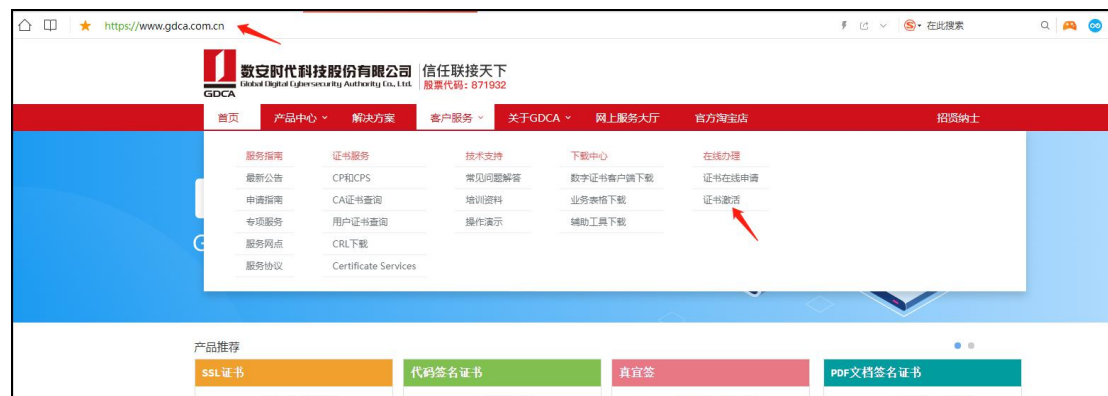 https://www.gdca.com.cn
在此搜索
数安时代科技股份有限公司
Global Digital Cybersecurity Authority Co., Ltd.
GDCA
信任联接天下
股票代码: 871932
首页 产品中心 解决方案 客户服务 关于GDCA 网上服务大厅 官方淘宝店 招贤纳士
服务指南 证书服务 技术支持 下载中心 在线办理
最新公告 CP和CPS 常见问题解答 数字证书客户端下载 证书在线申请
申请指南 CA证书查询 培训资料 业务表格下载 证书激活
专项服务 用户证书查询 操作演示 辅助工具下载
服务网点 CRL下载
服务协议 Certificate Services
产品推荐
SSL证书 代码签名证书 真宜签 PDF文档签名证书